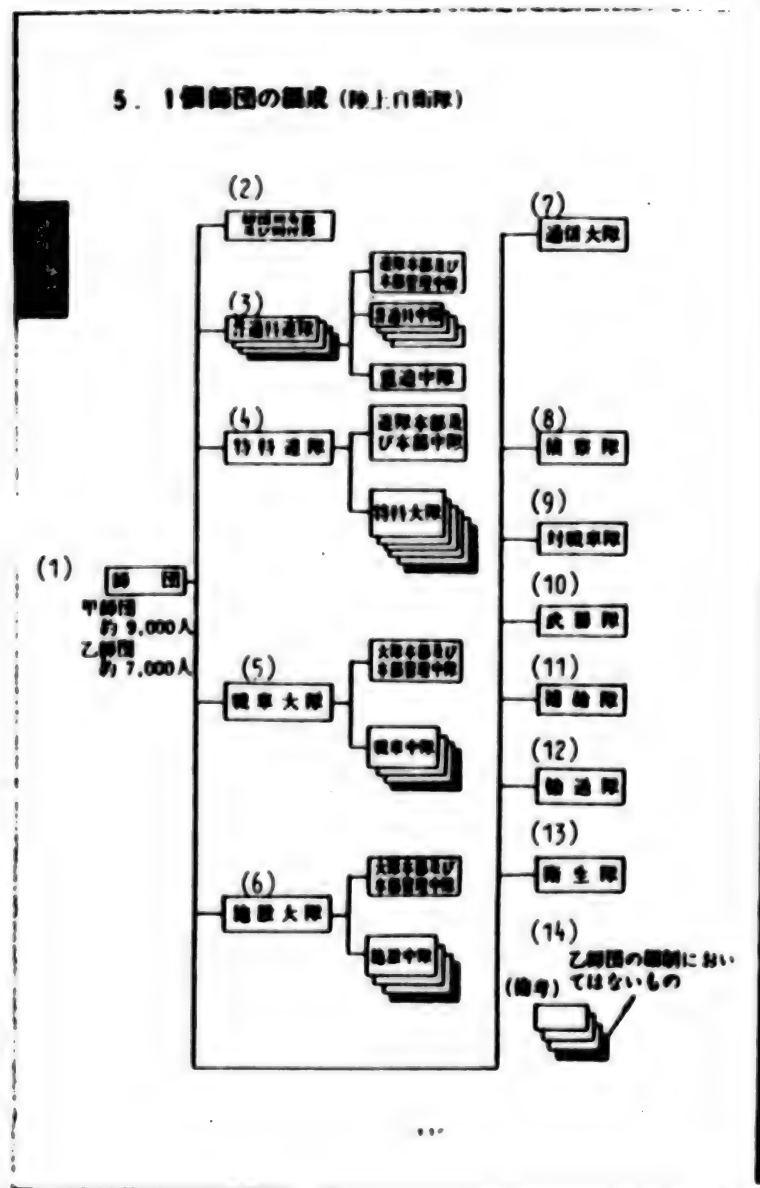 5. 1個師団の編成（陸上自衛隊）
(1)
師団
甲師団
約 9,000人
乙師団
約 7,000人
(2)
師団司令部
及び同付隊
(3)
普通科連隊
連隊本部及び
本部管理中隊
普通科中隊
重迫中隊
(4)
特科連隊
連隊本部及
び本部中隊
特科大隊
(5)
戦車大隊
大隊本部及び
本部管理中隊
戦車中隊
(6)
施設大隊
大隊本部及び
本部管理中隊
施設中隊
(7)
通信大隊
(8)
偵察隊
(9)
対戦車隊
(10)
武器隊
(11)
補給隊
(12)
輸送隊
(13)
衛生隊
(14)
(備考)
乙師団の編制におい
てはないもの